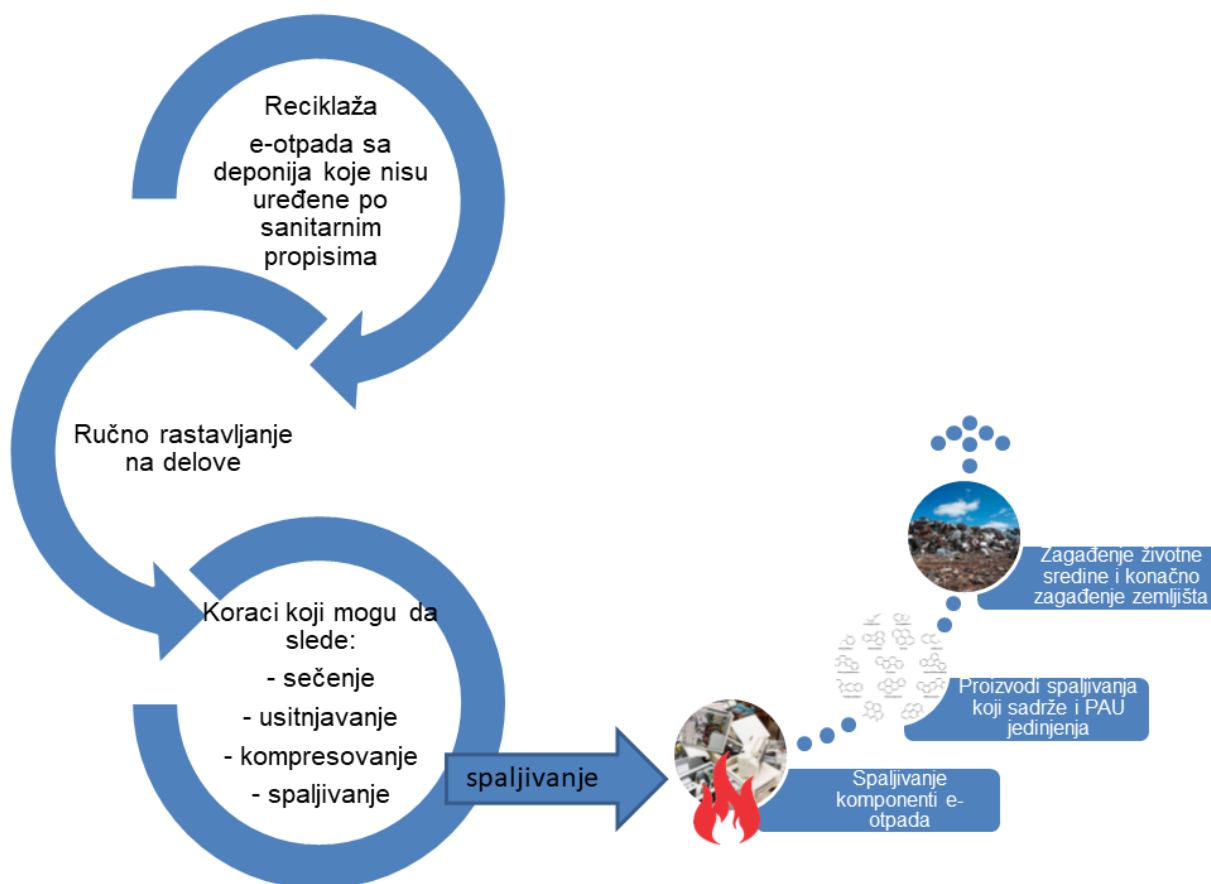 Reciklaža
e-otpada sa
deponija koje nisu
uređene po
sanitarnim
propisima
Ručno rastavljanje
na delove
Koraci koji mogu da
slede:
- sečenje
- usitnjavanje
- kompresovanje
- spaljivanje
spaljivanje
Spaljivanje
komponenti e-
otpada
Proizvodi spaljivanja
koji sadrže i PAU
jedinjenja
Zagađenje životne
sredine i konačno
zagađenje zemljišta